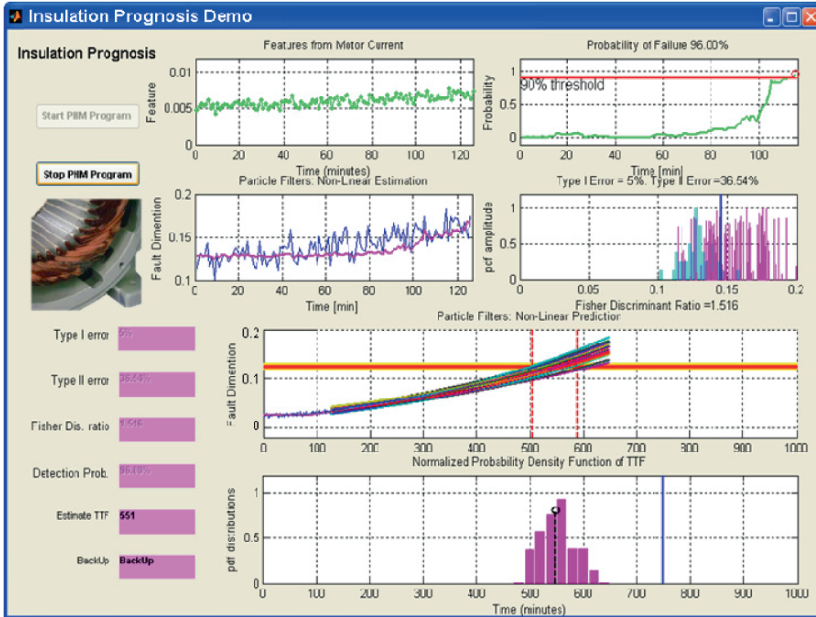 Insulation Prognosis Demo
Insulation Prognosis
Start PHM Program
Stop PHM Program
Features from Motor Current
0.01
0.005
0
Feature
0 20 40 60 80 100 120
Time (minutes)
Probability of Failure 96.00%
1
0.5
0
Probability
90% threshold
0 20 40 60 80 100
Time [min]
Particle Filters: Non-Linear Estimation
0.2
0.15
0.1
Fault Dimention
0 20 40 60 80 100 120
Time [min]
Type I Error = 5%. Type II Error =36.54%
1
0.5
0
pcf amplitude
0 0.05 0.1 0.15 0.2
Fisher Discriminant Ratio =1.516
Type I error 5%
Type II error 36.54%
Fisher Dis. ratio 1.516
Detection Prob. 96.00%
Estimate TTF 551
BackUp BackUp
Particle Filters: Non-Linear Prediction
0.2
0.1
0
Fault Dimention
0 100 200 300 400 500 600 700 800 900 1000
Normalized Probability Density Function of TTF
1
0.5
0
pdf distributions
0 100 200 300 400 500 600 700 800 900 1000
Time (minutes)